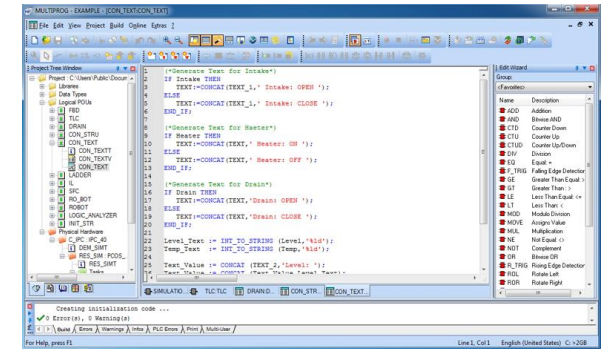 MULTIPROG - EXAMPLE - [CON_TEXT:CON_TEXT]
File Edit View Project Build Online Extras ?
Project Tree Window
Project : C:\Users\Public\Docum
Libraries
Data Types
Logical POUs
FBD
TLC
DRAIN
CON_STRU
CON_TEXT
CON_TEXTT
CON_TEXTV
CON_TEXT
LADDER
IL
SFC
RO_BOT
ROBOT
LOGIC_ANALYZER
INIT_STR
Physical Hardware
C_IPC : IPC_40
DEM_SIMT
RES_SIM : PCOS_
RES_SIMT
Tasks
1 (*Generate Text for Intake*)
2 IF Intake THEN
3 TEXT:=CONCAT(TEXT_1,' Intake: OPEN ');
4 ELSE
5 TEXT:=CONCAT(TEXT_1,' Intake: CLOSE ');
6 END_IF;
7
8 (*Generate Text for Haeter*)
9 IF Heater THEN
10 TEXT:=CONCAT(TEXT,' Heater: ON ');
11 ELSE
12 TEXT:=CONCAT(TEXT,' Heater: OFF ');
13 END_IF;
14
15 (*Generate Text for Drain*)
16 IF Drain THEN
17 TEXT:=CONCAT(TEXT,'Drain: OPEN ');
18 ELSE
19 TEXT:=CONCAT(TEXT,'Drain: CLOSE ');
20 END_IF;
21
22 Level_Text := INT_TO_STRING (Level,'%ld');
23 Temp_Text := INT_TO_STRING (Temp,'%ld');
24
25 Text_Value := CONCAT (TEXT_2,'Level: ');
26 Text_Value := CONCAT (Text_Value,Level_Text);
SIMULATIO... TLC:TLC DRAIN:D... CON_STR... CON_TEXT...
Edit Wizard
Group:
<Favorites>
Name Description
ADD Addition
AND Bitwise AND
CTD Counter Down
CTU Counter Up
CTUD Counter Up/Down
DIV Division
EQ Equal: =
F_TRIG Falling Edge Detection
GE Greater Than Equal: >
GT Greater Than: >
LE Less Than Equal: <=
LT Less Than: <
MOD Modula Division
MOVE Assigns Value
MUL Multiplication
NE Not Equal: <>
NOT Complement
OR Bitwise OR
R_TRIG Rising Edge Detection
ROL Rotate Left
ROR Rotate Right
Creating initialization code ...
0 Error(s), 0 Warning(s)
Build Errors Warnings Infos PLC Errors Print Multi-User
For Help, press F1
Line 1, Col 1 English (United States) C: >2GB